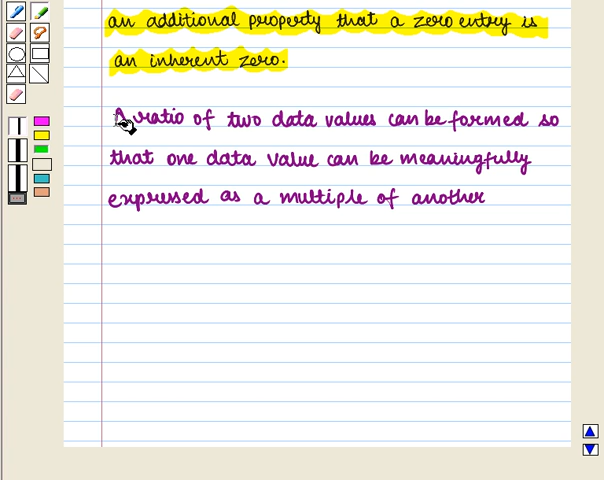 an additional property that a zero entry is
an inherent zero.
A ratio of two data values can be formed so
that one data value can be meaningfully
expressed as a multiple of another